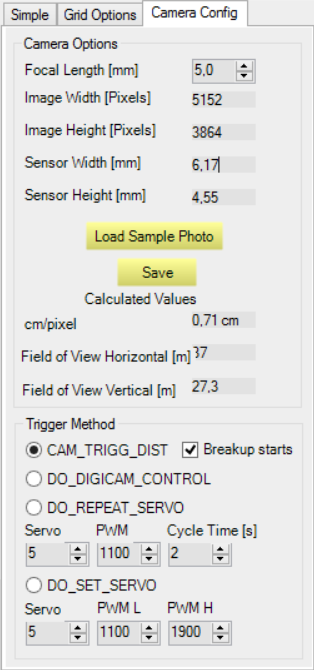 Simple Grid Options Camera Config
Camera Options
Focal Length [mm] 5,0
Image Width [Pixels] 5152
Image Height [Pixels] 3864
Sensor Width [mm] 6,17
Sensor Height [mm] 4,55
Load Sample Photo
Save
Calculated Values
cm/pixel 0,71 cm
Field of View Horizontal [m] 37
Field of View Vertical [m] 27,3
Trigger Method
CAM_TRIGG_DIST Breakup starts
DO_DIGICAM_CONTROL
DO_REPEAT_SERVO
Servo PWM Cycle Time [s]
5 1100 2
DO_SET_SERVO
Servo PWM L PWM H
5 1100 1900